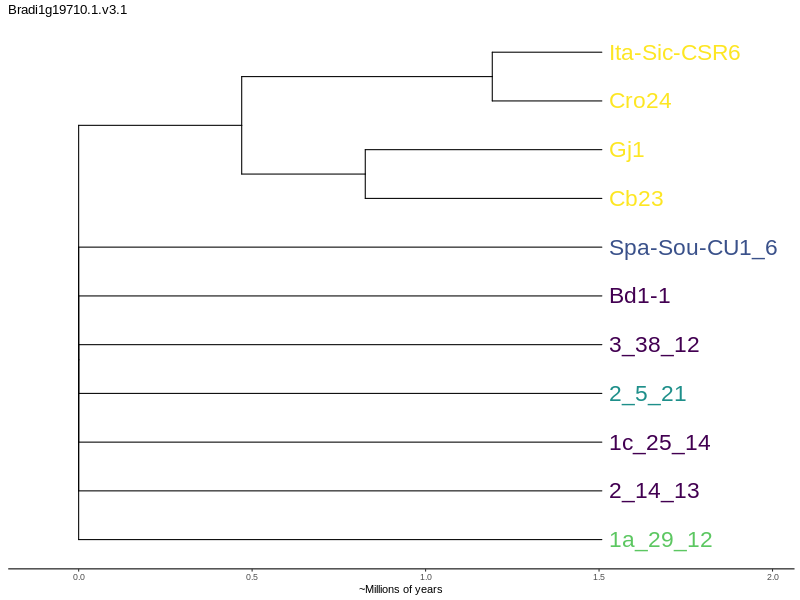 Bradi1g19710.1.v3.1
Ita-Sic-CSR6
Cro24
Gj1
Cb23
Spa-Sou-CU1_6
Bd1-1
3_38_12
2_5_21
1c_25_14
2_14_13
1a_29_12
0.0 0.5 1.0 1.5 2.0
~Millions of years